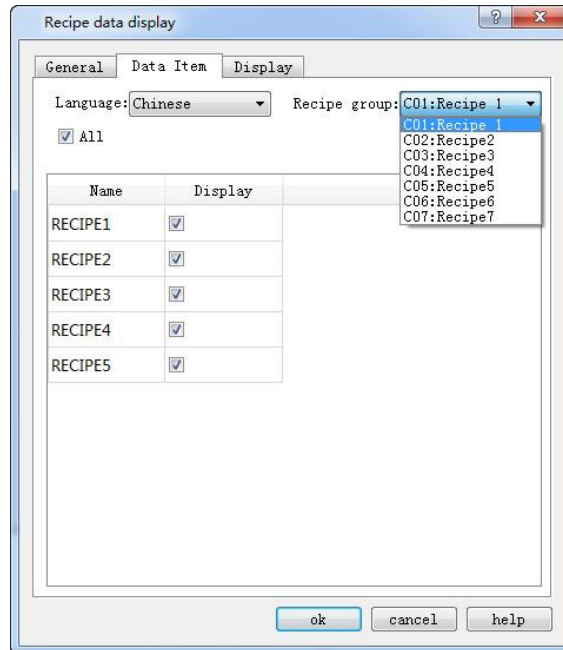 Recipe data display
General Data Item Display
Language: Chinese Recipe group: C01:Recipe 1
C01:Recipe 1
All
C02:Recipe2
C03:Recipe3
C04:Recipe4
C05:Recipe5
C06:Recipe6
C07:Recipe7
Name Display
RECIPE1
RECIPE2
RECIPE3
RECIPE4
RECIPE5
ok cancel help